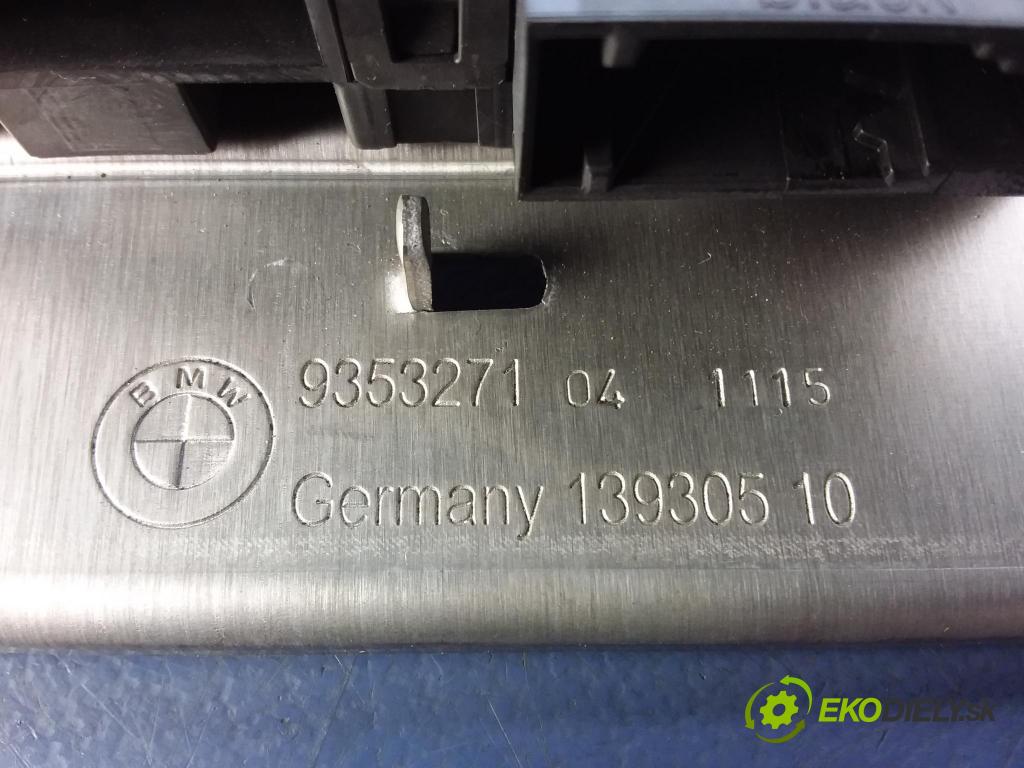 BMW
9353271 04 1115
Germany 139305 10
EKODIELY.sk